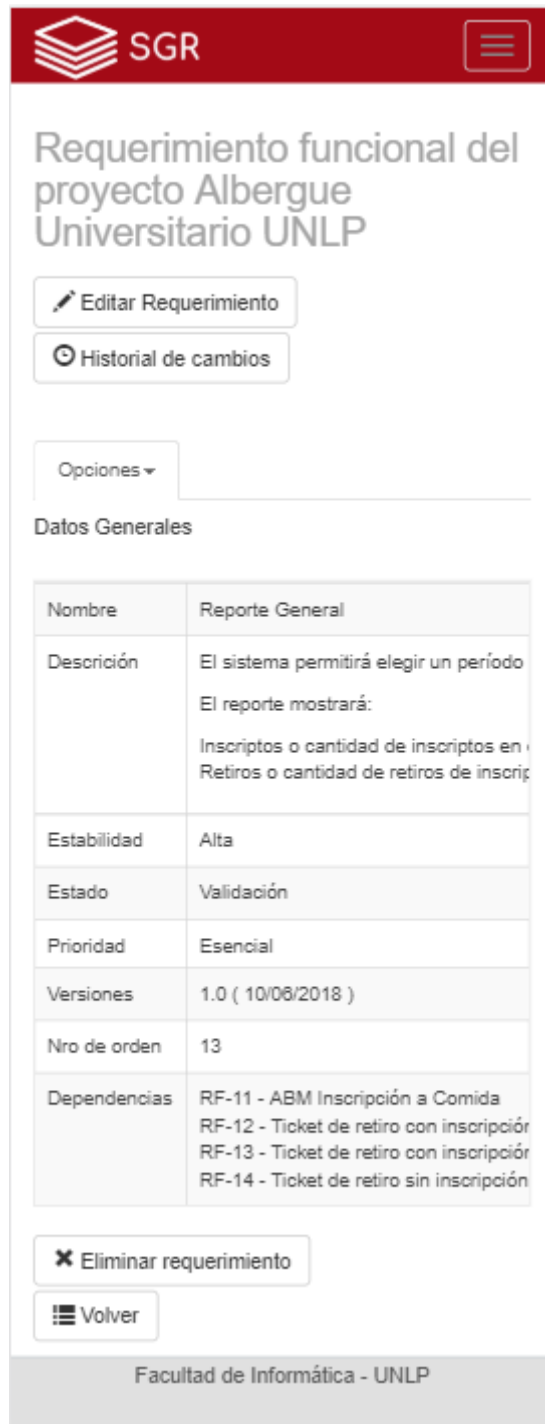 SGR
Requerimiento funcional del
proyecto Albergue
Universitario UNLP
Editar Requerimiento
Historial de cambios
Opciones
Datos Generales
Nombre Reporte General
Descrición El sistema permitirá elegir un período
El reporte mostrará:
Inscriptos o cantidad de inscriptos en
Retiros o cantidad de retiros de
Estabilidad Alta
Estado Validación
Prioridad Esencial
Versiones 1.0 ( 10/06/2018 )
Nro de orden 13
Dependencias RF-11 - ABM Inscripción a Comida
RF-12 - Ticket de retiro con inscripción
RF-13 - Ticket de retiro con inscripción
RF-14 - Ticket de retiro sin inscripción
Eliminar requerimiento
Volver
Facultad de Informática - UNLP